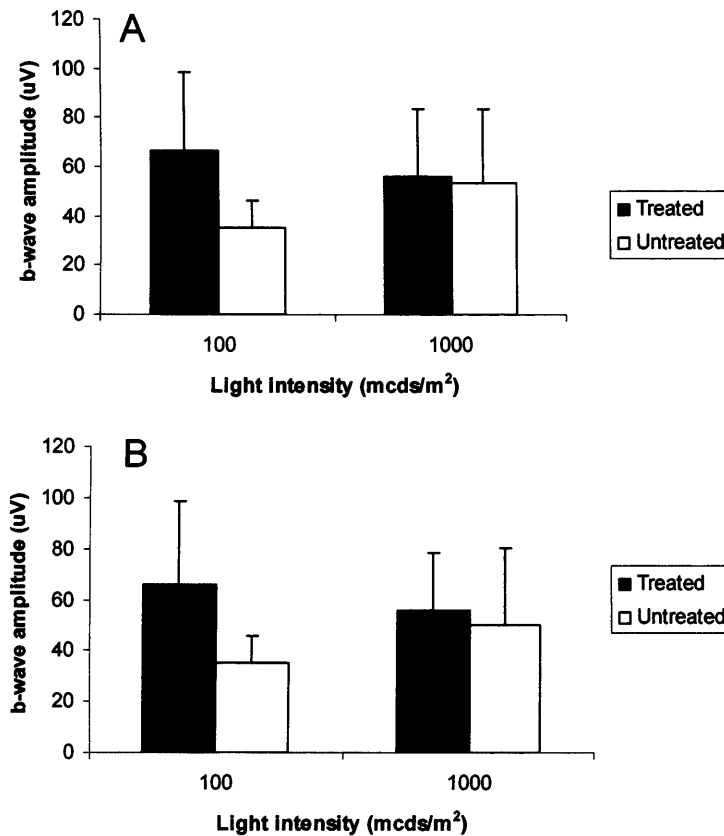 A
120
100
80
60
40
20
0
b-wave amplitude (uV)
100 1000
Light intensity (mcds/m²)
Treated
Untreated
B
120
100
80
60
40
20
0
b-wave amplitude (uV)
100 1000
Light intensity (mcds/m²)
Treated
Untreated